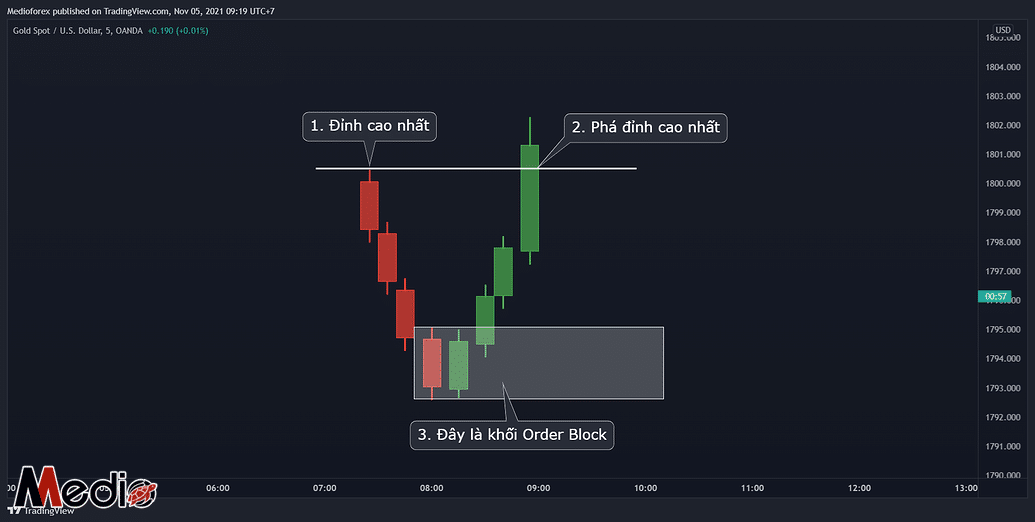 Medioforex published on TradingView.com, Nov 05, 2021 09:19 UTC+7
Gold Spot / U.S. Dollar, 5, OANDA +0.190 (+0.01%)
USD
1804.000
1803.000
1. Đỉnh cao nhất
2. Phá đỉnh cao nhất
1802.000
1801.000
1800.000
1799.000
1798.000
1797.000
00:57
1795.000
1794.000
1793.000
3. Đây là khối Order Block
1792.000
1791.000
1790.000
06:00 07:00 08:00 09:00 10:00 11:00 12:00 13:00
Medio
TradingView